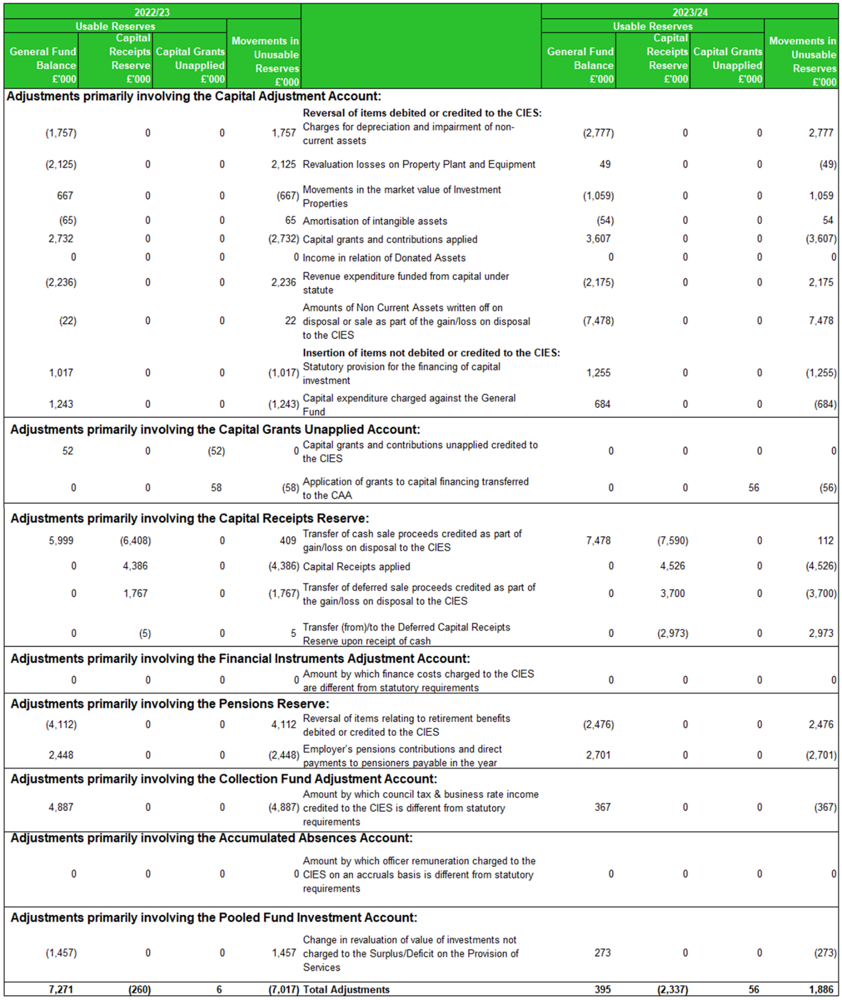 2022/23 2023/24
Usable Reserves Usable Reserves
General Fund Balance £'000 Capital Receipts Reserve £'000 Capital Grants Unapplied £'000 Movements in Unusable Reserves £'000 General Fund Balance £'000 Capital Receipts Reserve £'000 Capital Grants Unapplied £'000 Movements in Unusable Reserves £'000
Adjustments primarily involving the Capital Adjustment Account:
Reversal of items debited or credited to the CIES:
(1,757) 0 0 1,757 Charges for depreciation and impairment of non-current assets (2,777) 0 0 2,777
(2,125) 0 0 2,125 Revaluation losses on Property Plant and Equipment 49 0 0 (49)
667 0 0 (667) Movements in the market value of Investment Properties (1,059) 0 0 1,059
(65) 0 0 65 Amortisation of intangible assets (54) 0 0 54
2,732 0 0 (2,732) Capital grants and contributions applied 3,607 0 0 (3,607)
0 0 0 0 Income in relation of Donated Assets 0 0 0 0
(2,236) 0 0 2,236 Revenue expenditure funded from capital under statute (2,175) 0 0 2,175
(22) 0 0 22 Amounts of Non Current Assets written off on disposal or sale as part of the gain/loss on disposal to the CIES (7,478) 0 0 7,478
Insertion of items not debited or credited to the CIES:
1,017 0 0 (1,017) Statutory provision for the financing of capital investment 1,255 0 0 (1,255)
1,243 0 0 (1,243) Capital expenditure charged against the General Fund 684 0 0 (684)
Adjustments primarily involving the Capital Grants Unapplied Account:
52 0 (52) 0 Capital grants and contributions unapplied credited to the CIES 0 0 0 0
0 0 58 (58) Application of grants to capital financing transferred to the CAA 0 0 56 (56)
Adjustments primarily involving the Capital Receipts Reserve:
5,999 (6,408) 0 409 Transfer of cash sale proceeds credited as part of gain/loss on disposal to the CIES 7,478 (7,590) 0 112
0 4,386 0 (4,386) Capital Receipts applied 0 4,526 0 (4,526)
0 1,767 0 (1,767) Transfer of deferred sale proceeds credited as part of the gain/loss on disposal to the CIES 0 3,700 0 (3,700)
0 (5) 0 5 Transfer (from)/to the Deferred Capital Receipts Reserve upon receipt of cash 0 (2,973) 0 2,973
Adjustments primarily involving the Financial Instruments Adjustment Account:
0 0 0 0 Amount by which finance costs charged to the CIES are different from statutory requirements 0 0 0 0
Adjustments primarily involving the Pensions Reserve:
(4,112) 0 0 4,112 Reversal of items relating to retirement benefits debited or credited to the CIES (2,476) 0 0 2,476
2,448 0 0 (2,448) Employer's pensions contributions and direct payments to pensioners payable in the year 2,701 0 0 (2,701)
Adjustments primarily involving the Collection Fund Adjustment Account:
4,887 0 0 (4,887) Amount by which council tax & business rate income credited to the CIES is different from statutory requirements 367 0 0 (367)
Adjustments primarily involving the Accumulated Absences Account:
0 0 0 0 Amount by which officer remuneration charged to the CIES on an accruals basis is different from statutory requirements 0 0 0 0
Adjustments primarily involving the Pooled Fund Investment Account:
(1,457) 0 0 1,457 Change in revaluation of value of investments not charged to the Surplus/Deficit on the Provision of Services 273 0 0 (273)
7,271 (260) 6 (7,017) Total Adjustments 395 (2,337) 56 1,886